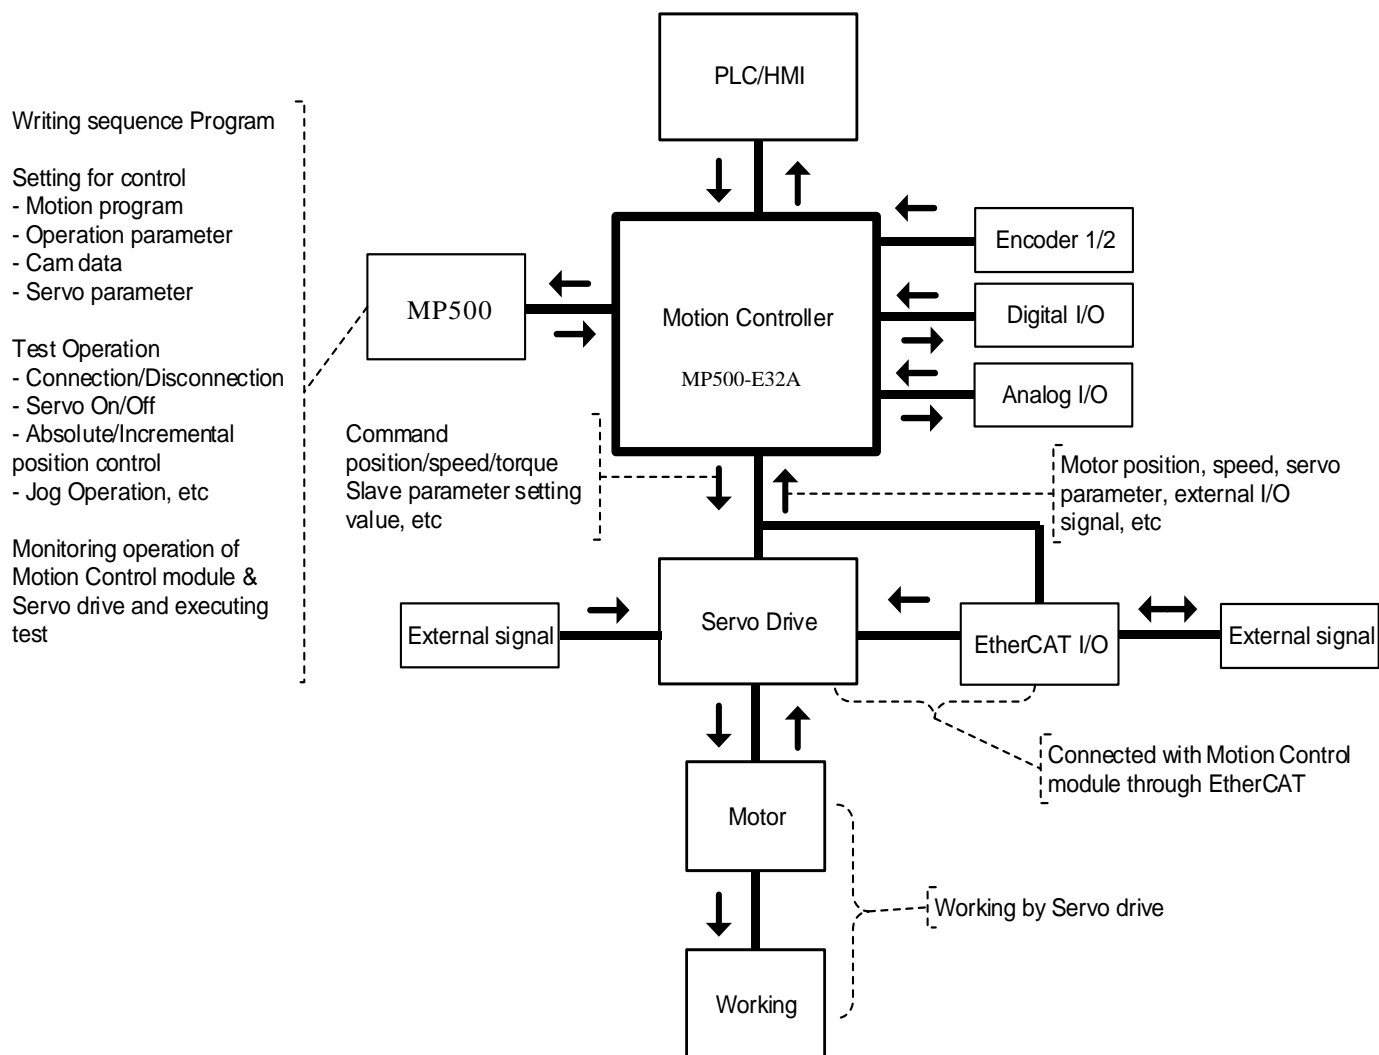 PLC/HMI
Writing sequence Program
Setting for control
- Motion program
- Operation parameter
- Cam data
- Servo parameter
Test Operation
- Connection/Disconnection
- Servo On/Off
- Absolute/Incremental
position control
- Jog Operation, etc
Monitoring operation of
Motion Control module &
Servo drive and executing
test
MP500
Motion Controller
MP500-E32A
Encoder 1/2
Digital I/O
Analog I/O
Command
position/speed/torque
Slave parameter setting
value, etc
Motor position, speed, servo
parameter, external I/O
signal, etc
External signal
Servo Drive
EtherCAT I/O
External signal
Connected with Motion Control
module through EtherCAT
Motor
Working by Servo drive
Working